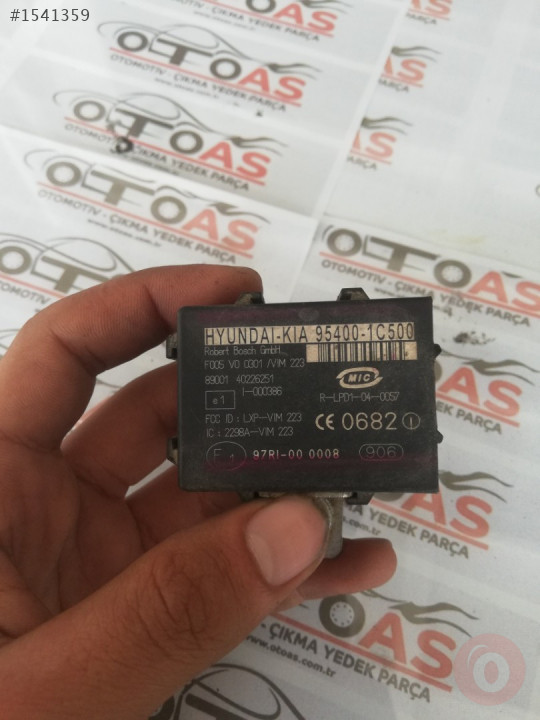 #1541359
OTOAS
OTOMOTİV - ÇIKMA YEDEK PARÇA
www.otoas.com.tr
HYUNDAI-KIA 95400-1C500
Robert Bosch GmbH.
F005 V0 0301 /VIM 223
89001 40226251
e1 I-000386
MIC
R-LPD1-04-0057
FCC ID : LXP-VIM 223
IC : 2298A-VIM 223
CE 0682
E1 97RI-00 0008 906